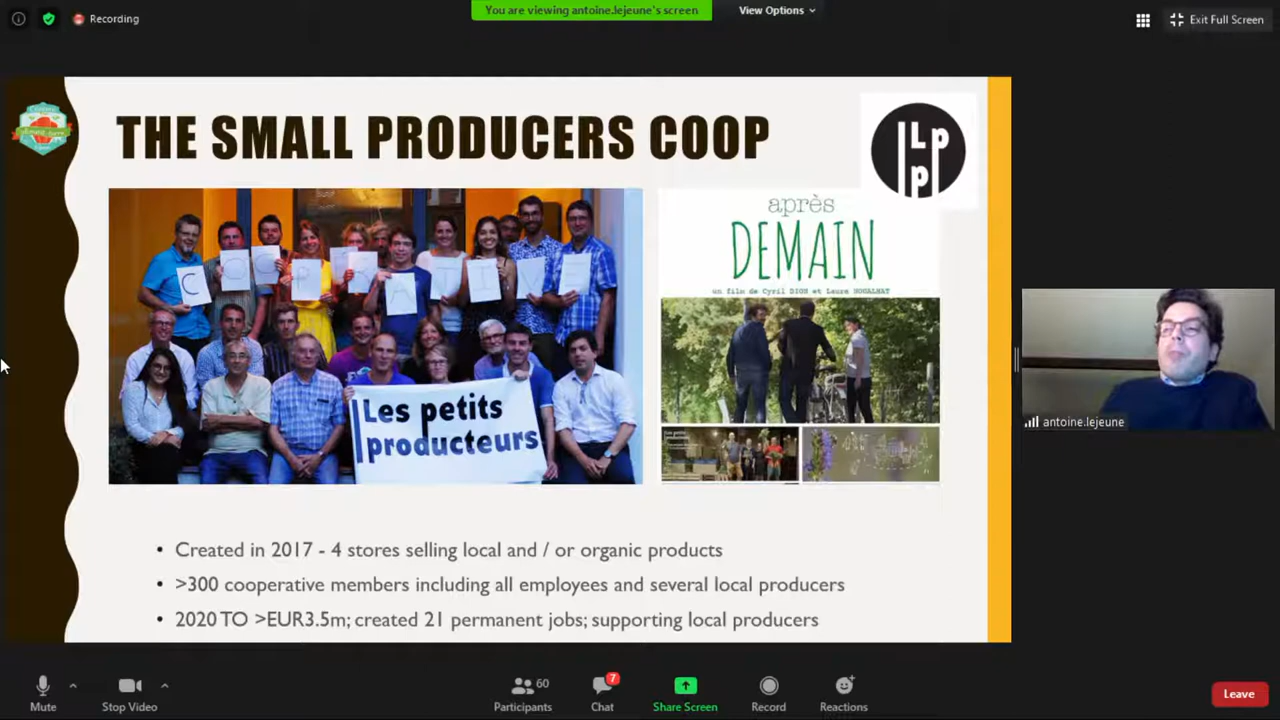 Recording
You are viewing antoine.lejeune's screen
View Options
Exit Full Screen
THE SMALL PRODUCERS COOP
Lp
p
après
DEMAIN
un film de Cyril DION et Laure NOUALHAT
C O O P A T I V
Les petits
producteurs
antoine.lejeune
• Created in 2017 - 4 stores selling local and / or organic products
• >300 cooperative members including all employees and several local producers
• 2020 TO >EUR3.5m; created 21 permanent jobs; supporting local producers
Mute
Stop Video
Participants
60
Chat
7
Share Screen
Record
Reactions
Leave